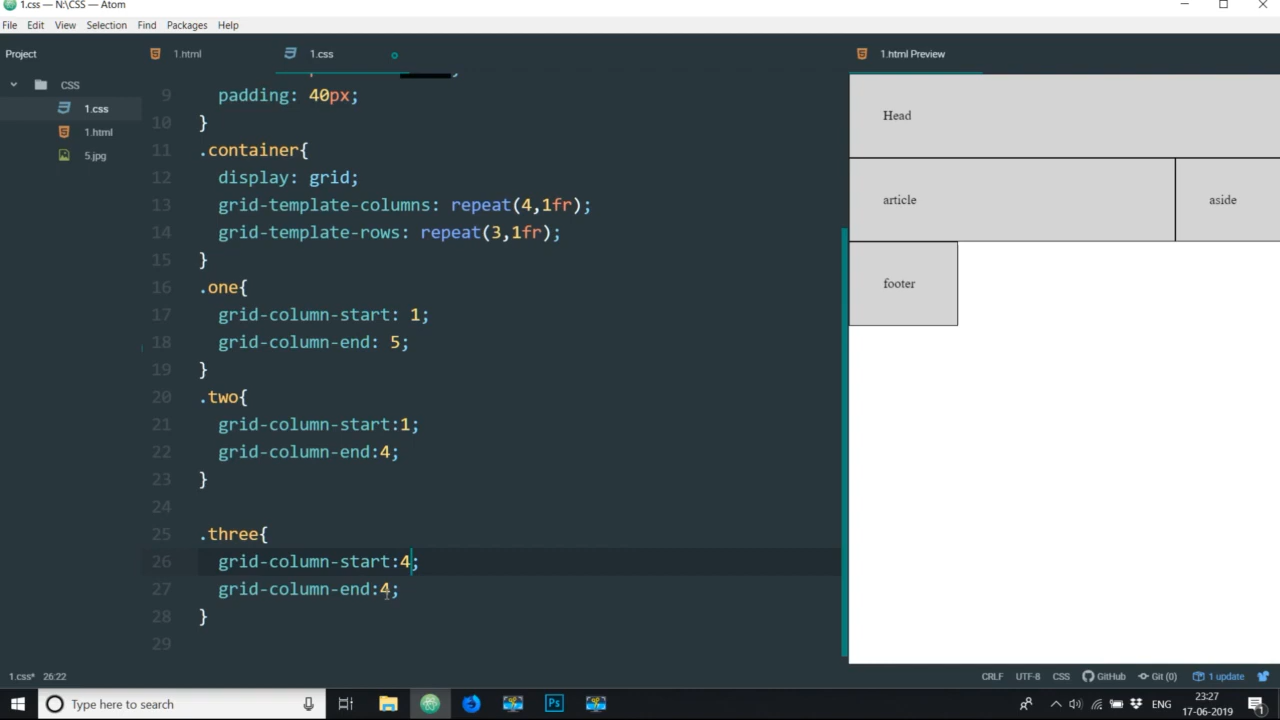 1.css — N:\CSS — Atom
File Edit View Selection Find Packages Help
Project
1.html
1.css
1.html Preview
CSS
1.css
1.html
5.jpg
9 padding: 40px;
10 }
11 .container{
12 display: grid;
13 grid-template-columns: repeat(4,1fr);
14 grid-template-rows: repeat(3,1fr);
15 }
16 .one{
17 grid-column-start: 1;
18 grid-column-end: 5;
19 }
20 .two{
21 grid-column-start:1;
22 grid-column-end:4;
23 }
24
25 .three{
26 grid-column-start:4;
27 grid-column-end:4;
28 }
29
Head
article
aside
footer
1.css* 26:22
CRLF UTF-8 CSS GitHub Git (0) 1 update
Type here to search
Ps
ENG
23:27
17-06-2019
1